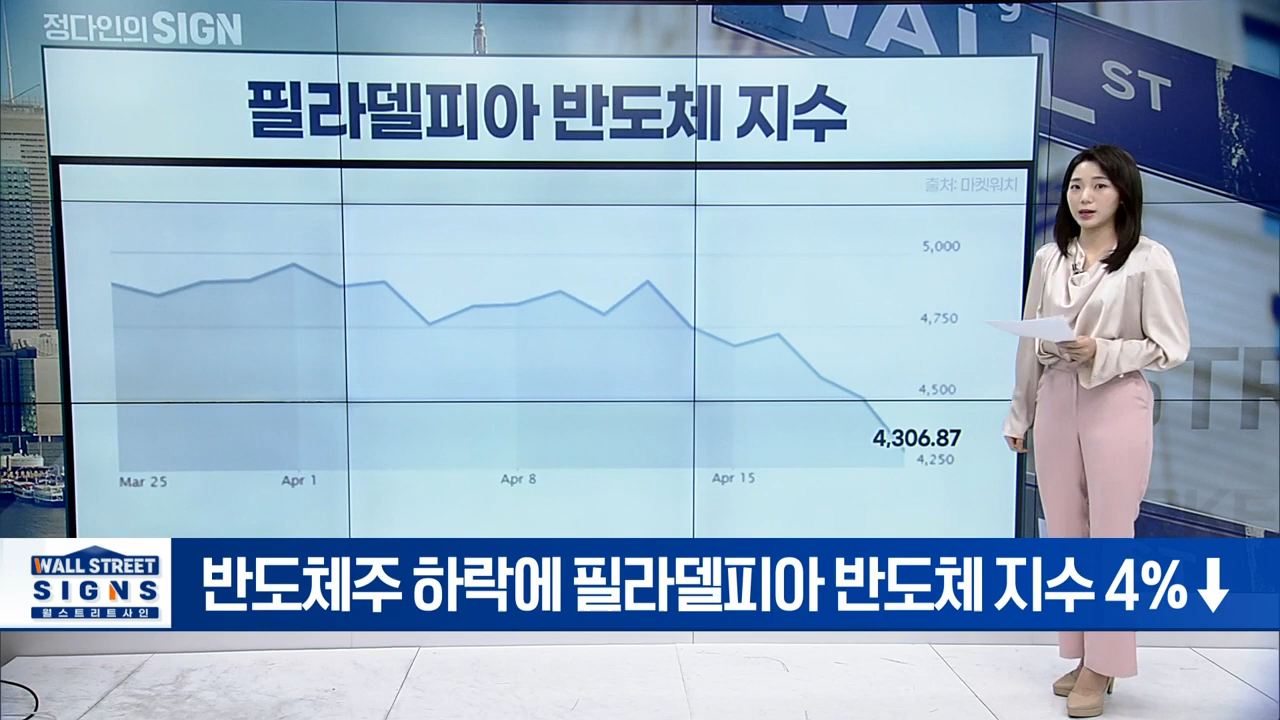 정다인의 SIGN
WALL ST
필라델피아 반도체 지수
출처: 마켓워치
5,000
4,750
4,500
4,306.87
4,250
Mar 25 Apr 1 Apr 8 Apr 15
WALL STREET
SIGNS
월스트리트사인
반도체주 하락에 필라델피아 반도체 지수 4%↓